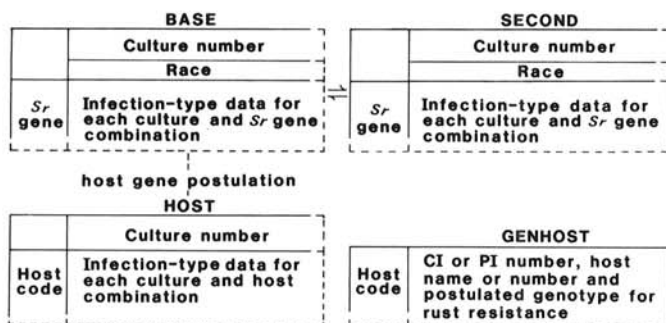 BASE
Culture number
Race
Sr gene
Infection-type data for
each culture and Sr gene
combination
SECOND
Culture number
Race
Sr gene
Infection-type data for
each culture and Sr gene
combination
host gene postulation
HOST
Culture number
Host code
Infection-type data for
each culture and host
combination
GENHOST
Host code
CI or PI number, host
name or number and
postulated genotype for
rust resistance